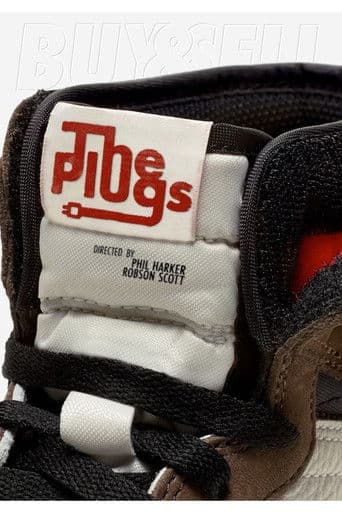 BUY&SELL
The
Plugs
DIRECTED BY
PHIL HARKER
ROBSON SCOTT